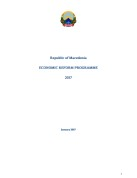 Republic of Macedonia
ECONOMIC REFORM PROGRAMME
2017
January 2017